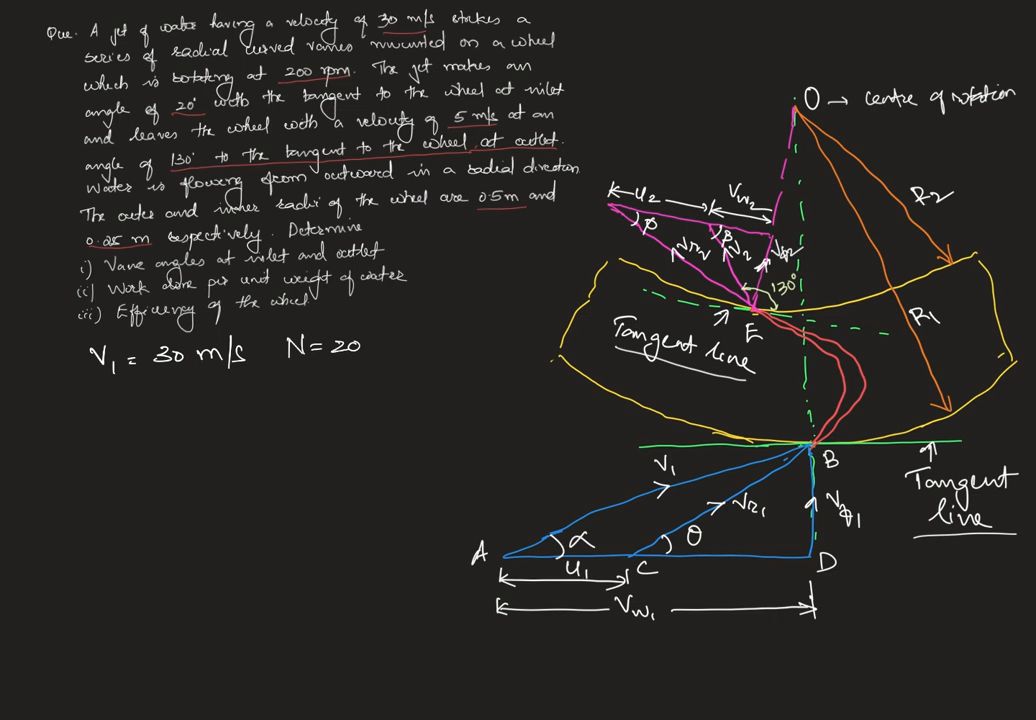 Que: A jet of water having a velocity of 30 m/s strikes a
series of radial curved vanes mounted on a wheel
which is rotating at 200 rpm. The jet makes an
angle of 20° with the tangent to the wheel at inlet
and leaves the wheel with a velocity of 5 m/s at an
angle of 130° to the tangent to the wheel at outlet.
Water is flowing from outward in a radial direction
The outer and inner radii of the wheel are 0.5m and
0.25 m respectively. Determine
i) Vane angles at inlet and outlet
ii) Work done per unit weight of water
iii) Efficiency of the wheel
V1 = 30 m/s N = 20
O → centre of rotation
R2
R1
u2
Vw2
φ
β
Vr2
V2
Vf2
130°
E
Tangent line
B
Tangent
line
V1
Vr1
Vf1
A
α
θ
u1
C
D
Vw1